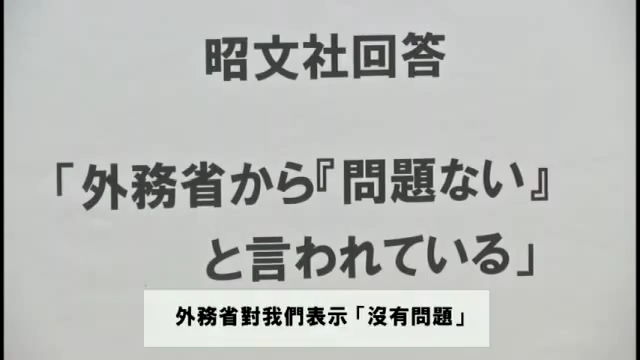 昭文社回答
「外務省から『問題ない』
と言われている」
外務省對我們表示「沒有問題」